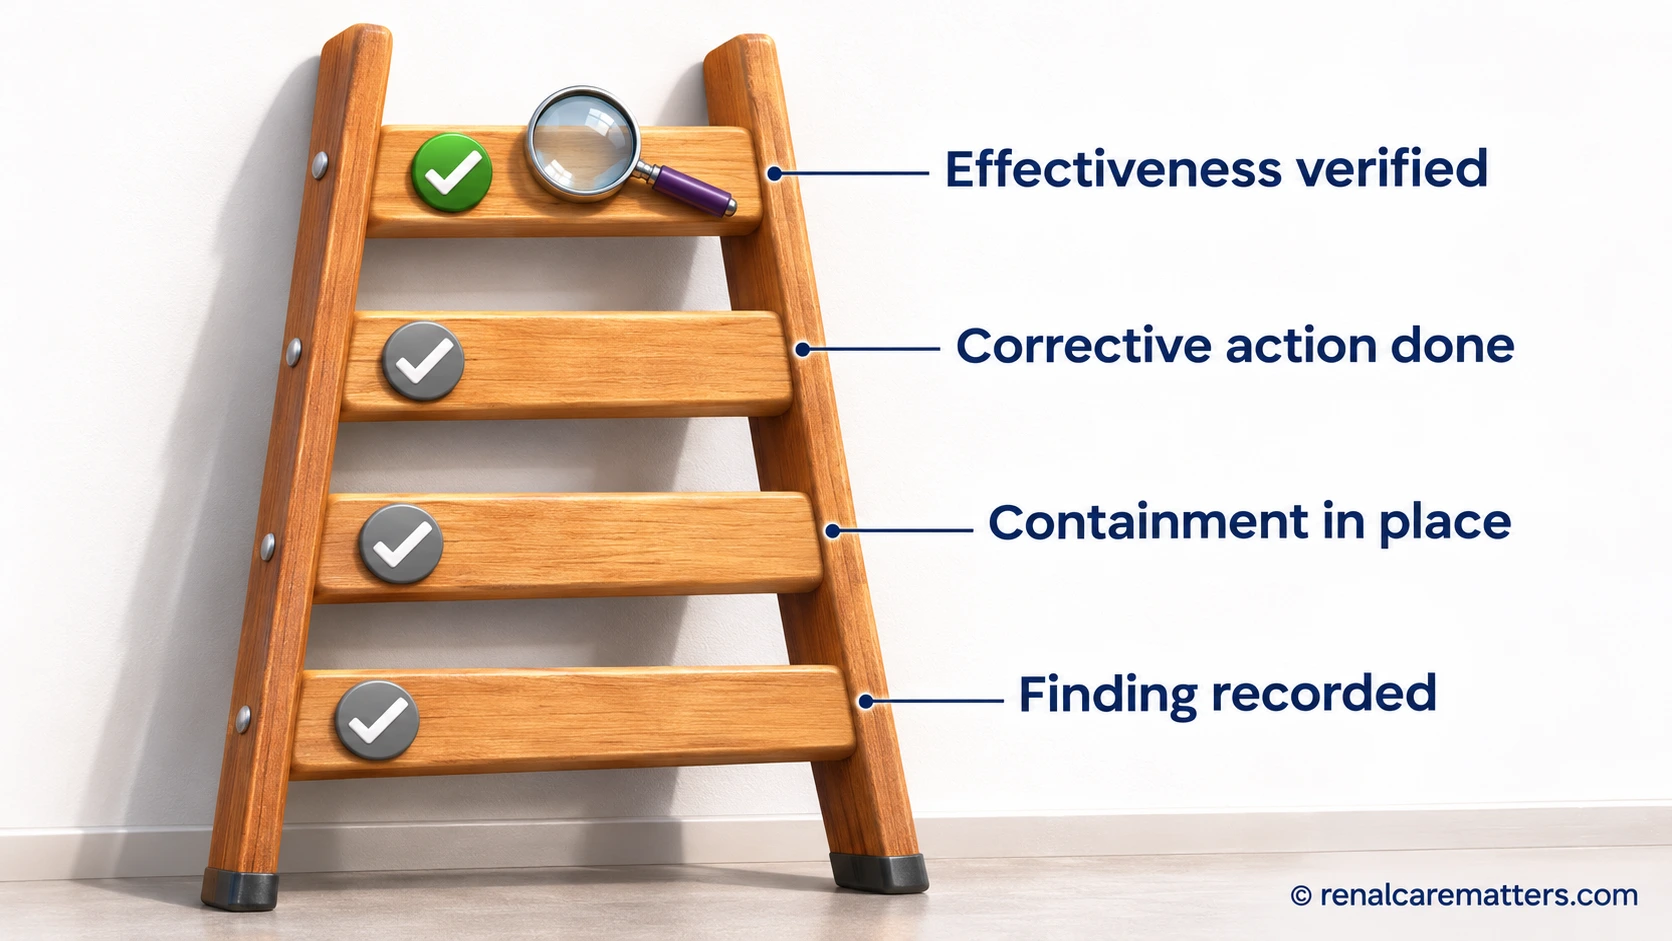 Effectiveness verified
Corrective action done
Containment in place
Finding recorded
© renalcarematters.com